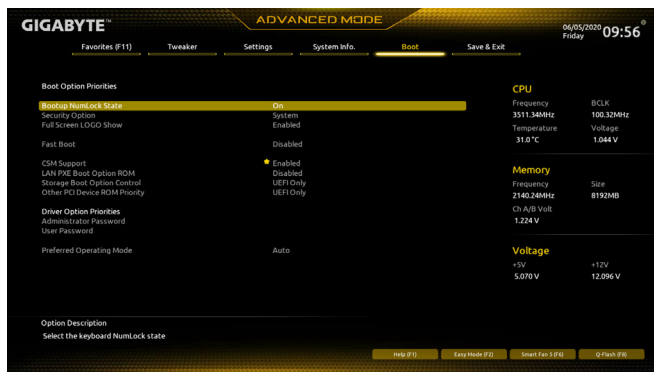 GIGABYTE™
ADVANCED MODE
06/05/2020
Friday
09:56
Favorites (F11) Tweaker Settings System Info. Boot Save & Exit
Boot Option Priorities
Bootup NumLock State On
Security Option System
Full Screen LOGO Show Enabled
Fast Boot Disabled
CSM Support Enabled
LAN PXE Boot Option ROM Disabled
Storage Boot Option Control UEFI Only
Other PCI Device ROM Priority UEFI Only
Driver Option Priorities
Administrator Password
User Password
Preferred Operating Mode Auto
CPU
Frequency BCLK
3511.34MHz 100.32MHz
Temperature Voltage
31.0 °C 1.044 V
Memory
Frequency Size
2140.24MHz 8192MB
Ch A/B Volt
1.224 V
Voltage
+5V +12V
5.070 V 12.096 V
Option Description
Select the keyboard NumLock state
Help (F1) Easy Mode (F2) Smart Fan 5 (F6) Q-Flash (F8)